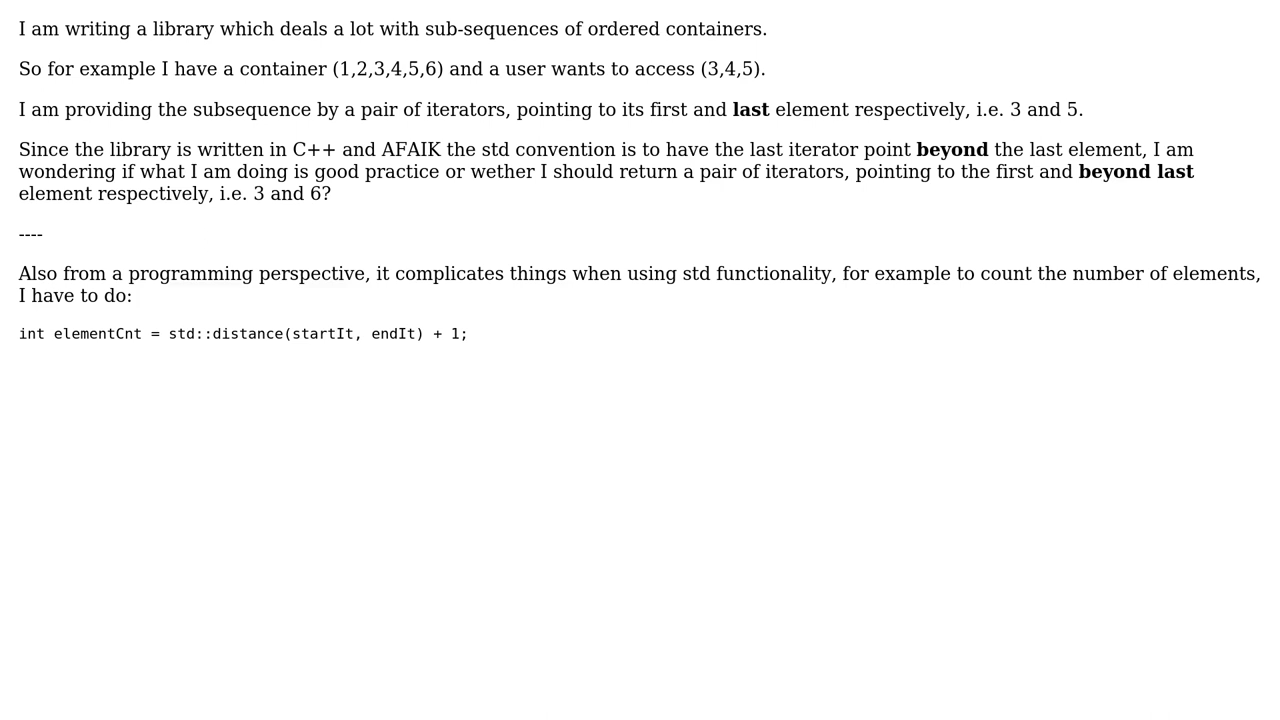 I am writing a library which deals a lot with sub-sequences of ordered containers.
So for example I have a container (1,2,3,4,5,6) and a user wants to access (3,4,5).
I am providing the subsequence by a pair of iterators, pointing to its first and last element respectively, i.e. 3 and 5.
Since the library is written in C++ and AFAIK the std convention is to have the last iterator point beyond the last element, I am
wondering if what I am doing is good practice or wether I should return a pair of iterators, pointing to the first and beyond last
element respectively, i.e. 3 and 6?
----
Also from a programming perspective, it complicates things when using std functionality, for example to count the number of elements,
I have to do:
int elementCnt = std::distance(startIt, endIt) + 1;